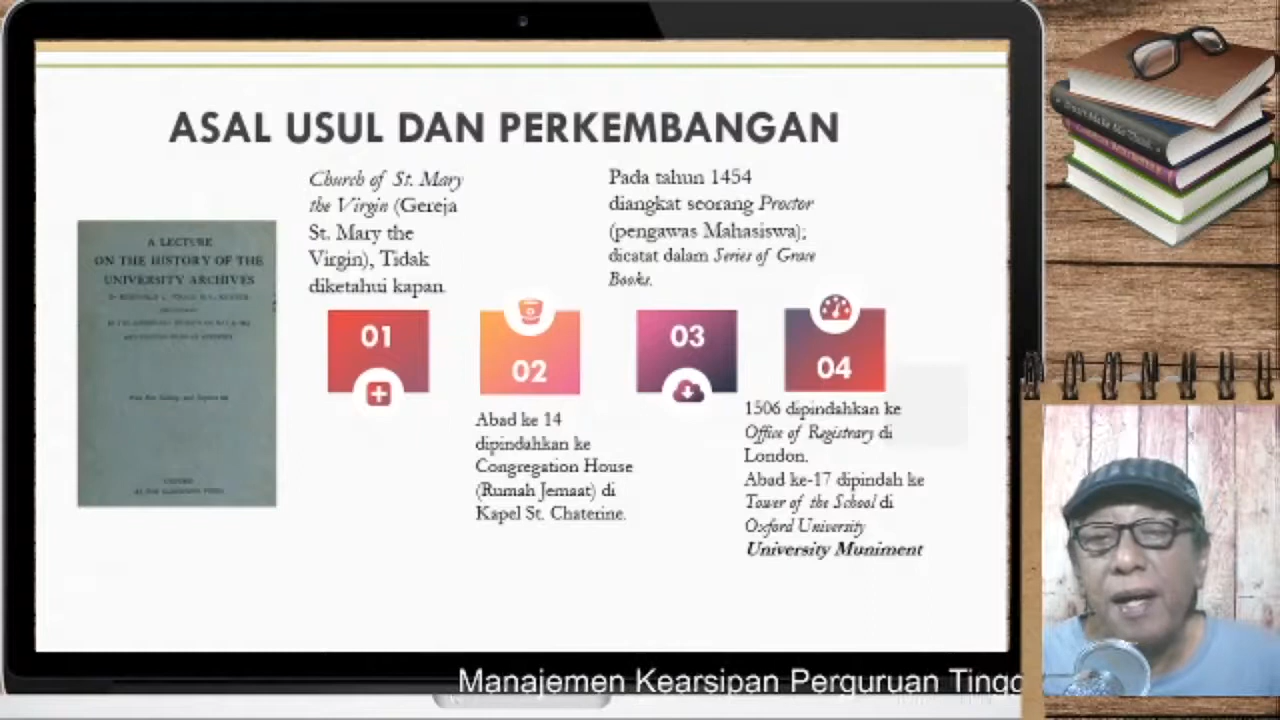 ASAL USUL DAN PERKEMBANGAN
A LECTURE
ON THE HISTORY OF THE
UNIVERSITY ARCHIVES
OXFORD
Church of St. Mary
the Virgin (Gereja
St. Mary the
Virgin), Tidak
diketahui kapan
01
02
Abad ke 14
dipindahkan ke
Congregation House
(Rumah Jemaat) di
Kapel St. Chaterine.
Pada tahun 1454
diangkat seorang Proctor
(pengawas Mahasiswa);
dicatat dalam Series of Grace
Books.
03
04
1506 dipindahkan ke
Office of Registrary di
London.
Abad ke-17 dipindah ke
Tower of the School di
Oxford University
University Muniment
Manajemen Kearsipan Perguruan Tingg